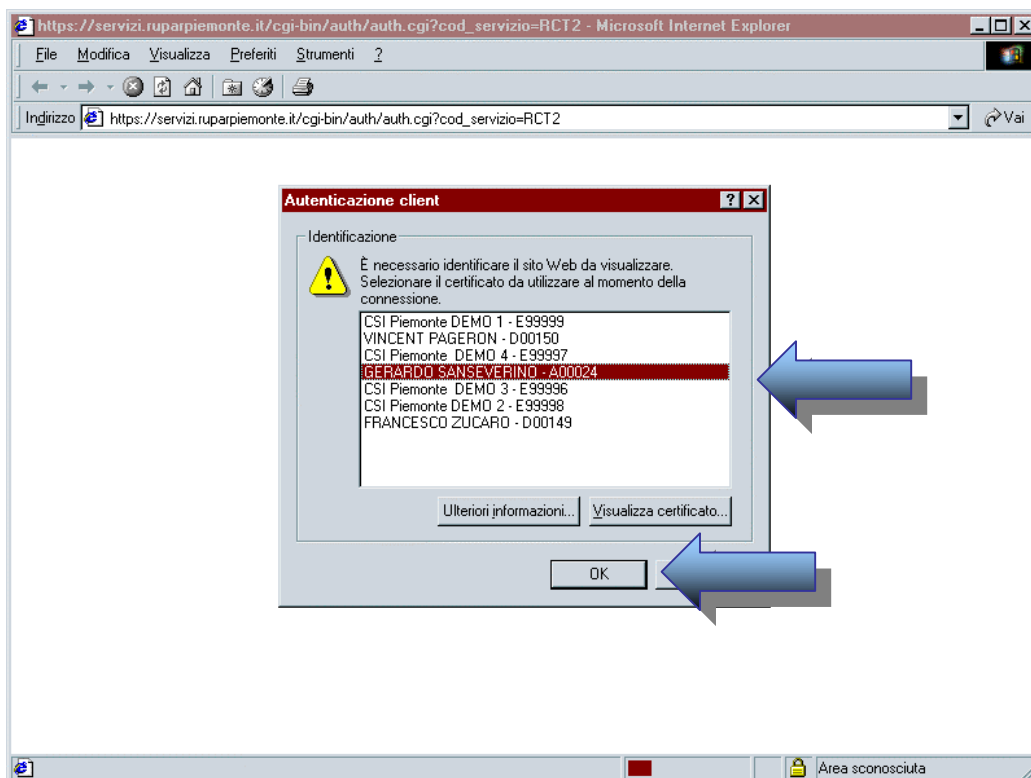 https://servizi.ruparpiemonte.it/cgi-bin/auth/auth.cgi?cod_servizio=RCT2 - Microsoft Internet Explorer
File Modifica Visualizza Preferiti Strumenti ?
Indirizzo https://servizi.ruparpiemonte.it/cgi-bin/auth/auth.cgi?cod_servizio=RCT2 Vai
Autenticazione client
Identificazione
È necessario identificare il sito Web da visualizzare.
Selezionare il certificato da utilizzare al momento della
connessione.
CSI Piemonte DEMO 1 - E99999
VINCENT PAGERON - D00150
CSI Piemonte DEMO 4 - E99997
GERARDO SANSEVERINO - A00024
CSI Piemonte DEMO 3 - E99996
CSI Piemonte DEMO 2 - E99998
FRANCESCO ZUCARO - D00149
Ulteriori informazioni... Visualizza certificato...
OK
Area sconosciuta